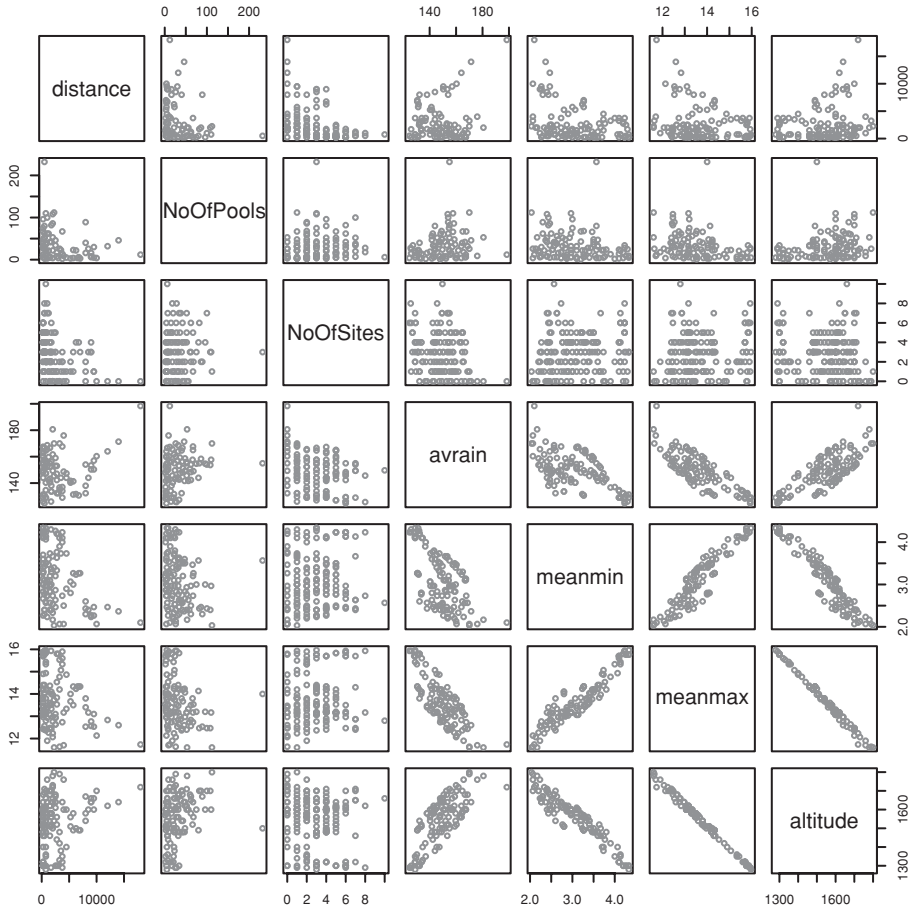 0 100 200
140 180
12 14 16
distance
0 10000
0 100 200
NoOfPools
NoOfSites
0 2 4 6 8
140 180
avrain
meanmin
2.0 3.0 4.0
12 13 14 16
meanmax
altitude
1300 1600
0 10000
0 2 4 6 8
2.0 3.0 4.0
1300 1600